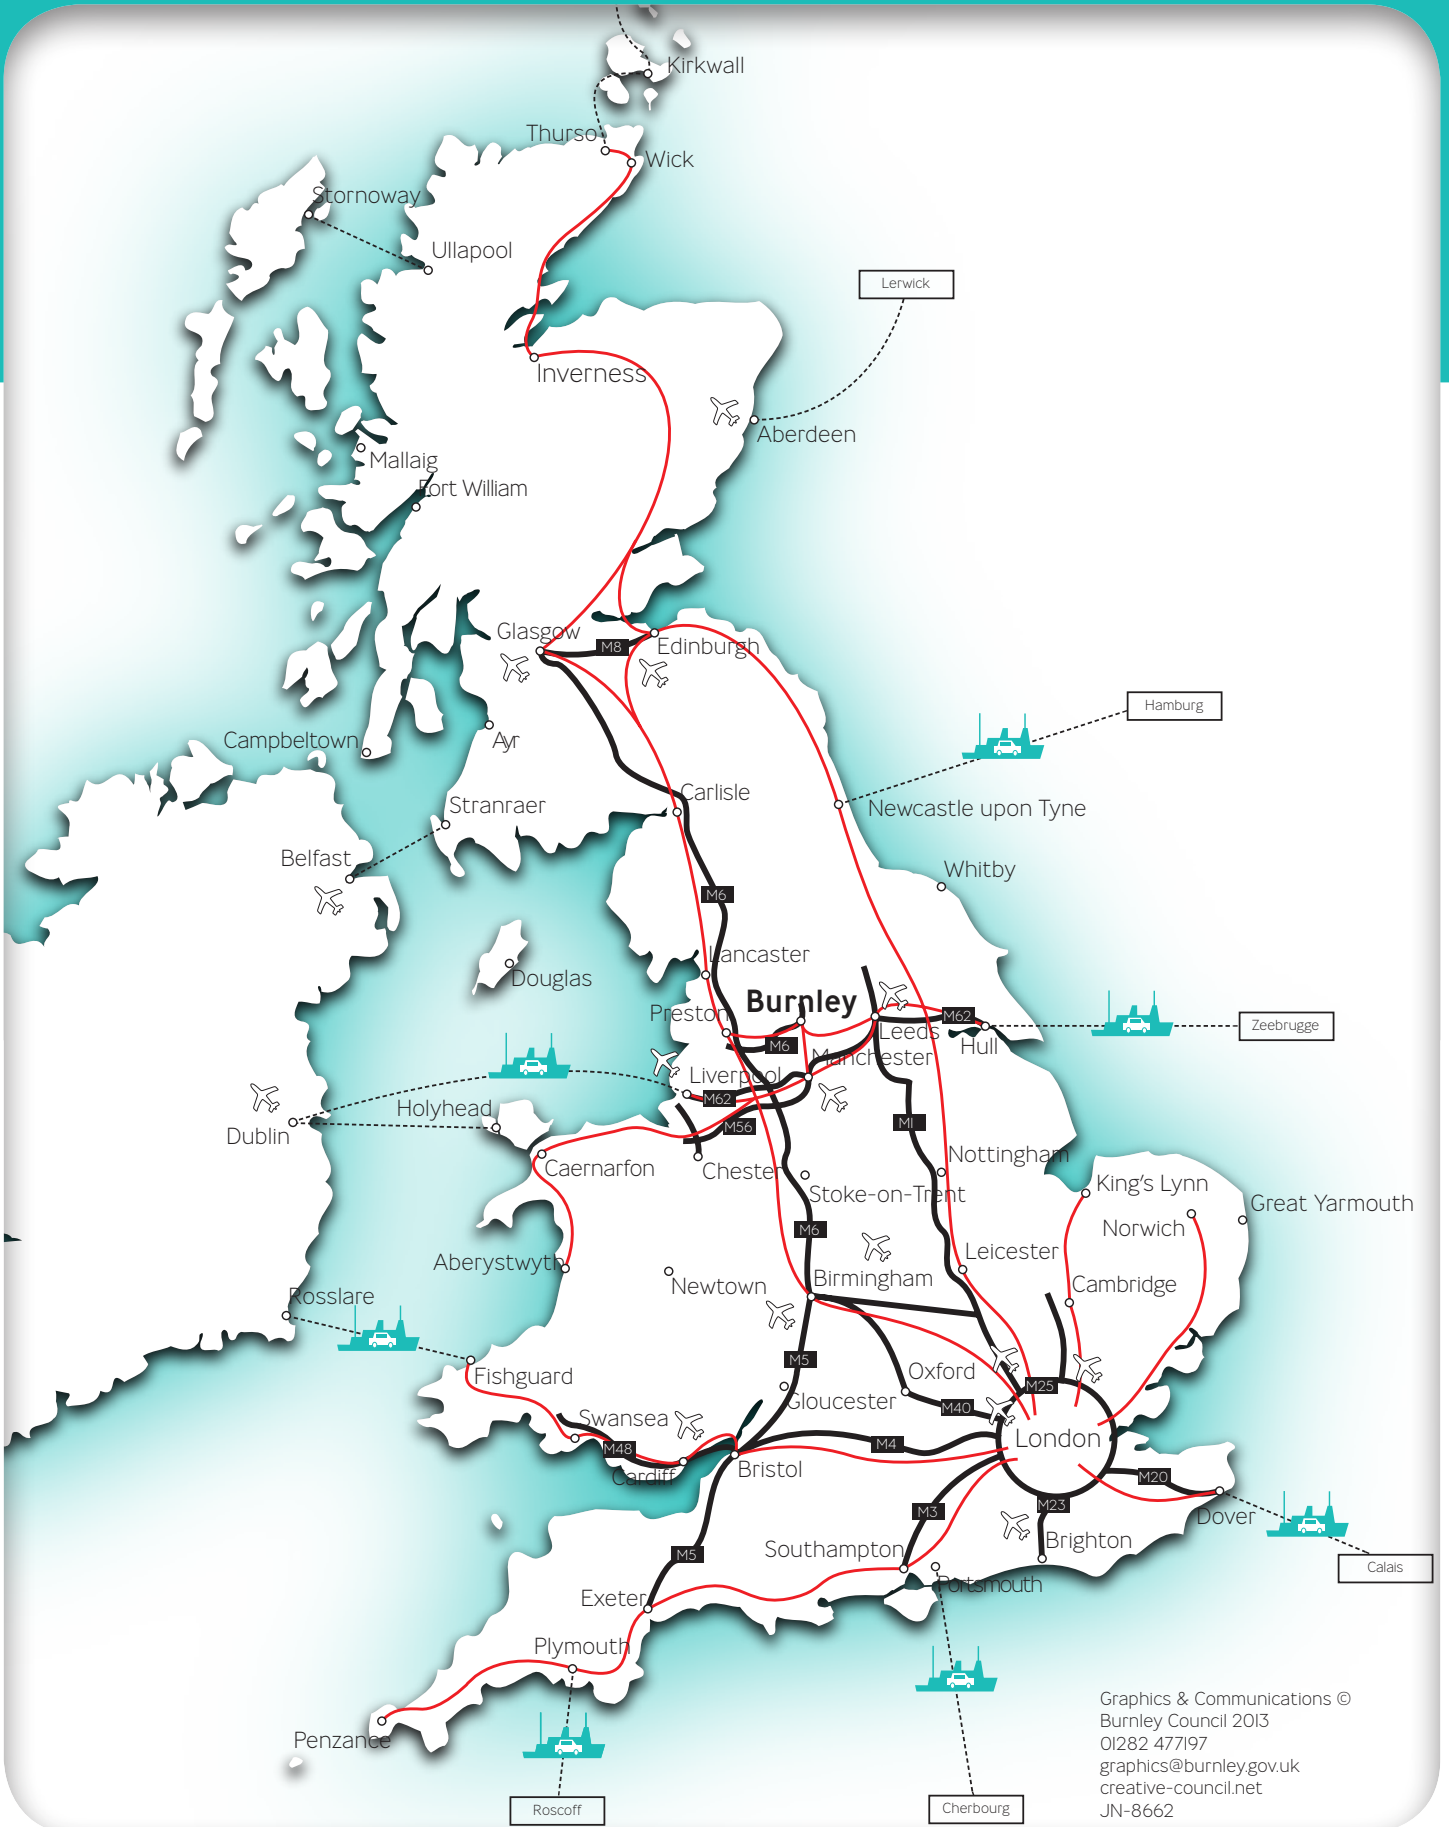 Kirkwall
Thurso
Wick
Stornoway
Ullapool
Lerwick
Inverness
Aberdeen
Mallaig
Fort William
Glasgow
M8
Edinburgh
Hamburg
Campbeltown
Ayr
Carlisle
Stranraer
Newcastle upon Tyne
Belfast
Whitby
M6
Lancaster
Douglas
Burnley
Preston
M62
Leeds
Zeebrugge
M6
Hull
Manchester
Liverpool
M62
Holyhead
M56
M1
Dublin
Caernarfon
Chester
Nottingham
Stoke-on-Trent
King's Lynn
Great Yarmouth
Norwich
M6
Aberystwyth
Leicester
Newtown
Birmingham
Cambridge
Rosslare
Fishguard
M5
Oxford
M25
Gloucester
M40
Swansea
M48
M4
London
Cardiff
Bristol
M20
M3
M23
Dover
Southampton
Brighton
M5
Calais
Portsmouth
Exeter
Plymouth
Penzance
Roscoff
Cherbourg
Graphics & Communications ©
Burnley Council 2013
01282 477197
graphics@burnley.gov.uk
creative-council.net
JN-8662